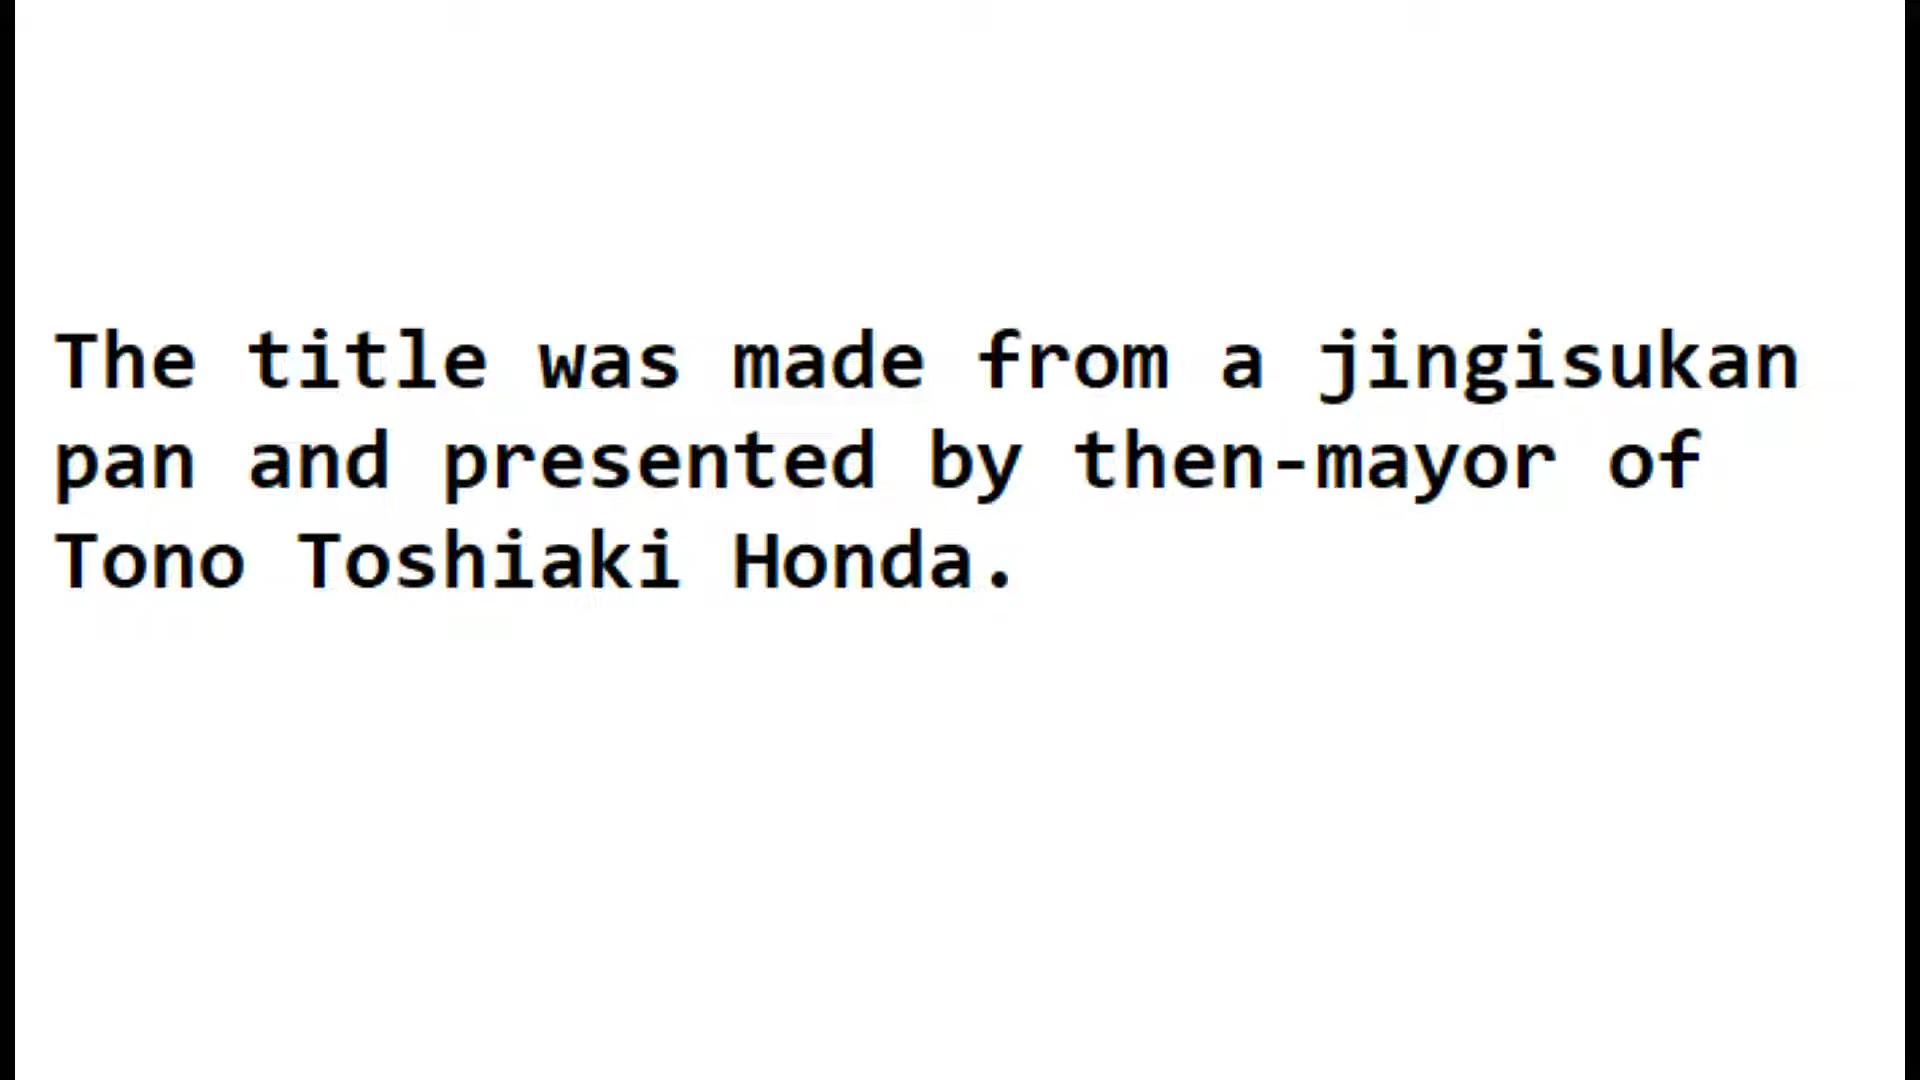 The title was made from a jingisukan
pan and presented by then-mayor of
Tono Toshiaki Honda.